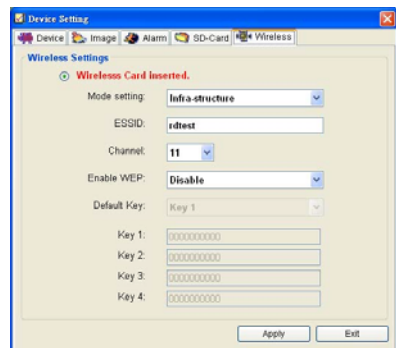 Device Setting
Device Image Alarm SD-Card Wireless
Wireless Settings
Wirelesss Card inserted.
Mode setting: Infra-structure
ESSID: rdtest
Channel: 11
Enable WEP: Disable
Default Key: Key 1
Key 1: 0000000000
Key 2: 0000000000
Key 3: 0000000000
Key 4: 0000000000
Apply Exit